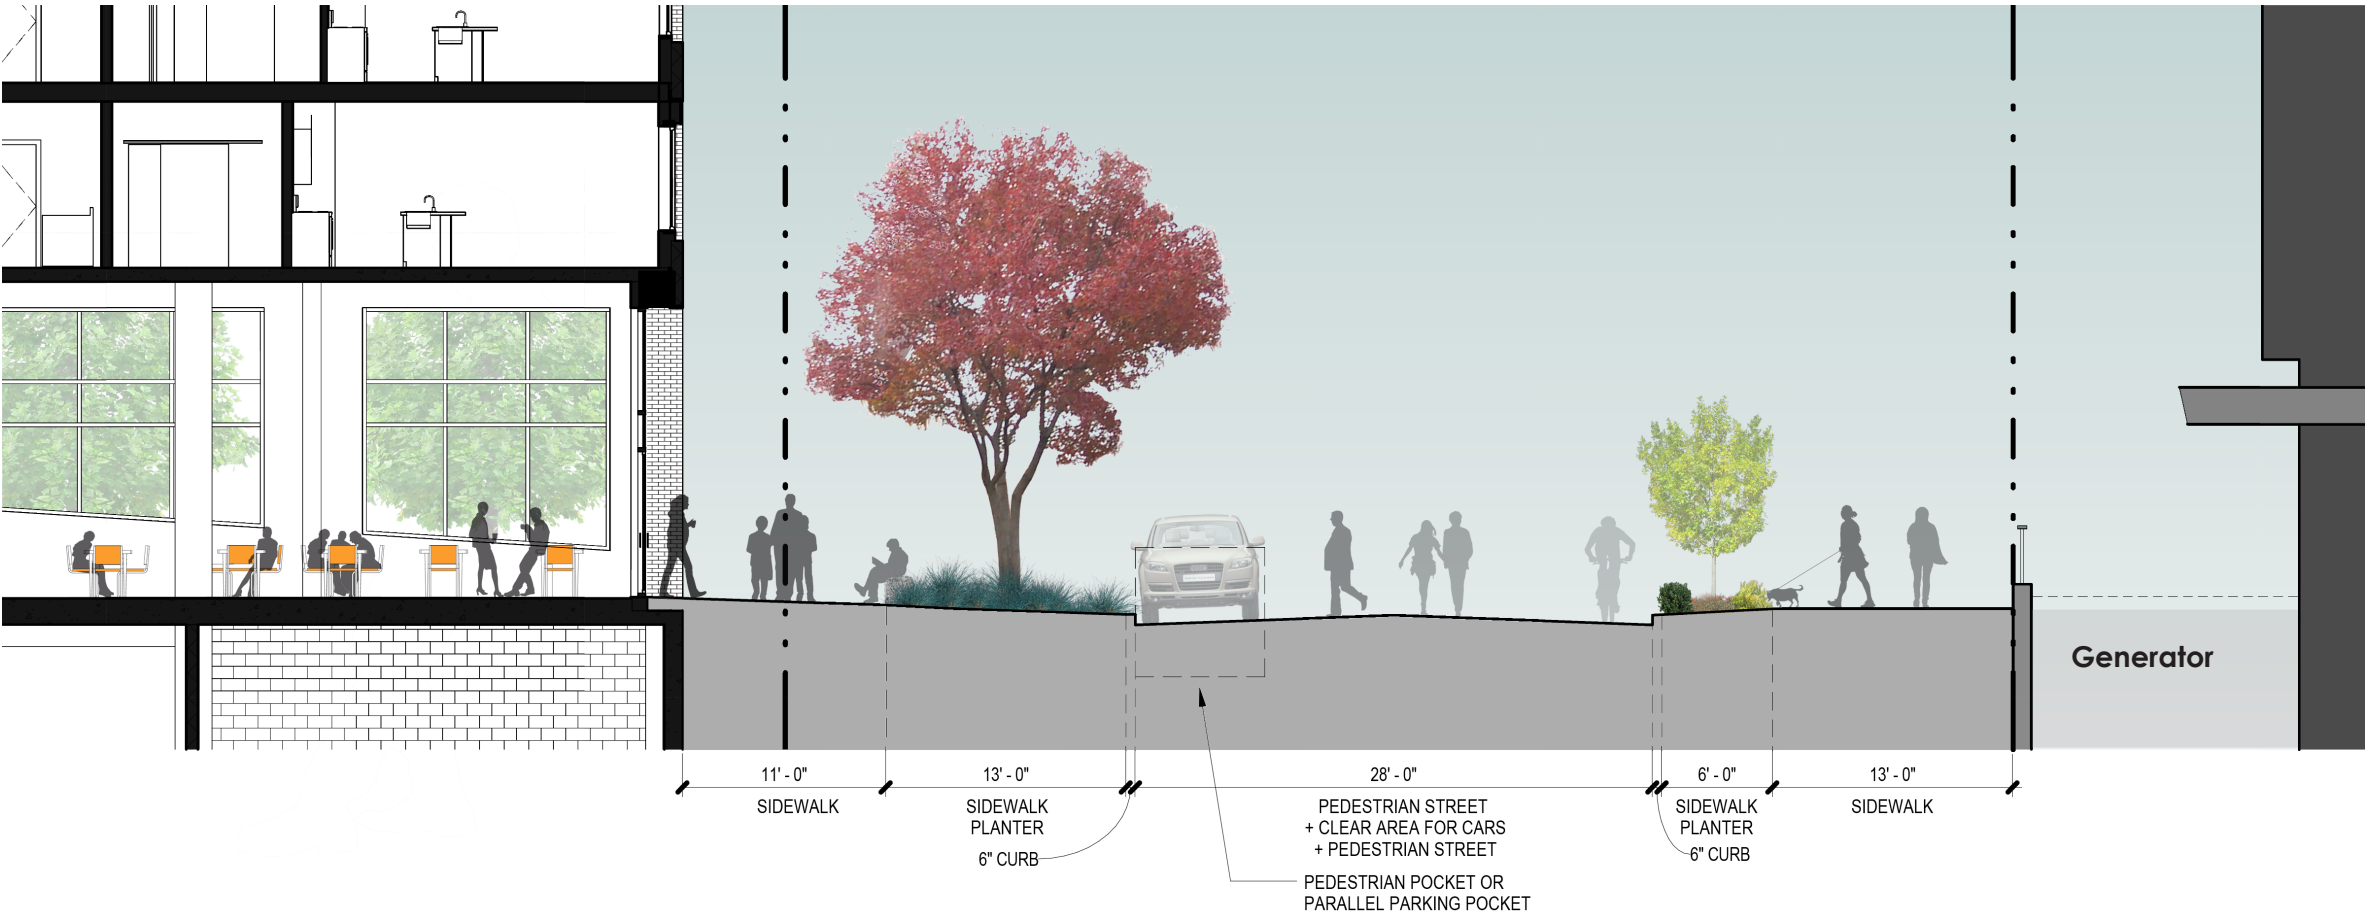 Generator
11' - 0"
13' - 0"
28' - 0"
6' - 0"
13' - 0"
SIDEWALK
SIDEWALK
PLANTER
6" CURB
PEDESTRIAN STREET
+ CLEAR AREA FOR CARS
+ PEDESTRIAN STREET
SIDEWALK
PLANTER
6" CURB
SIDEWALK
PEDESTRIAN POCKET OR
PARALLEL PARKING POCKET